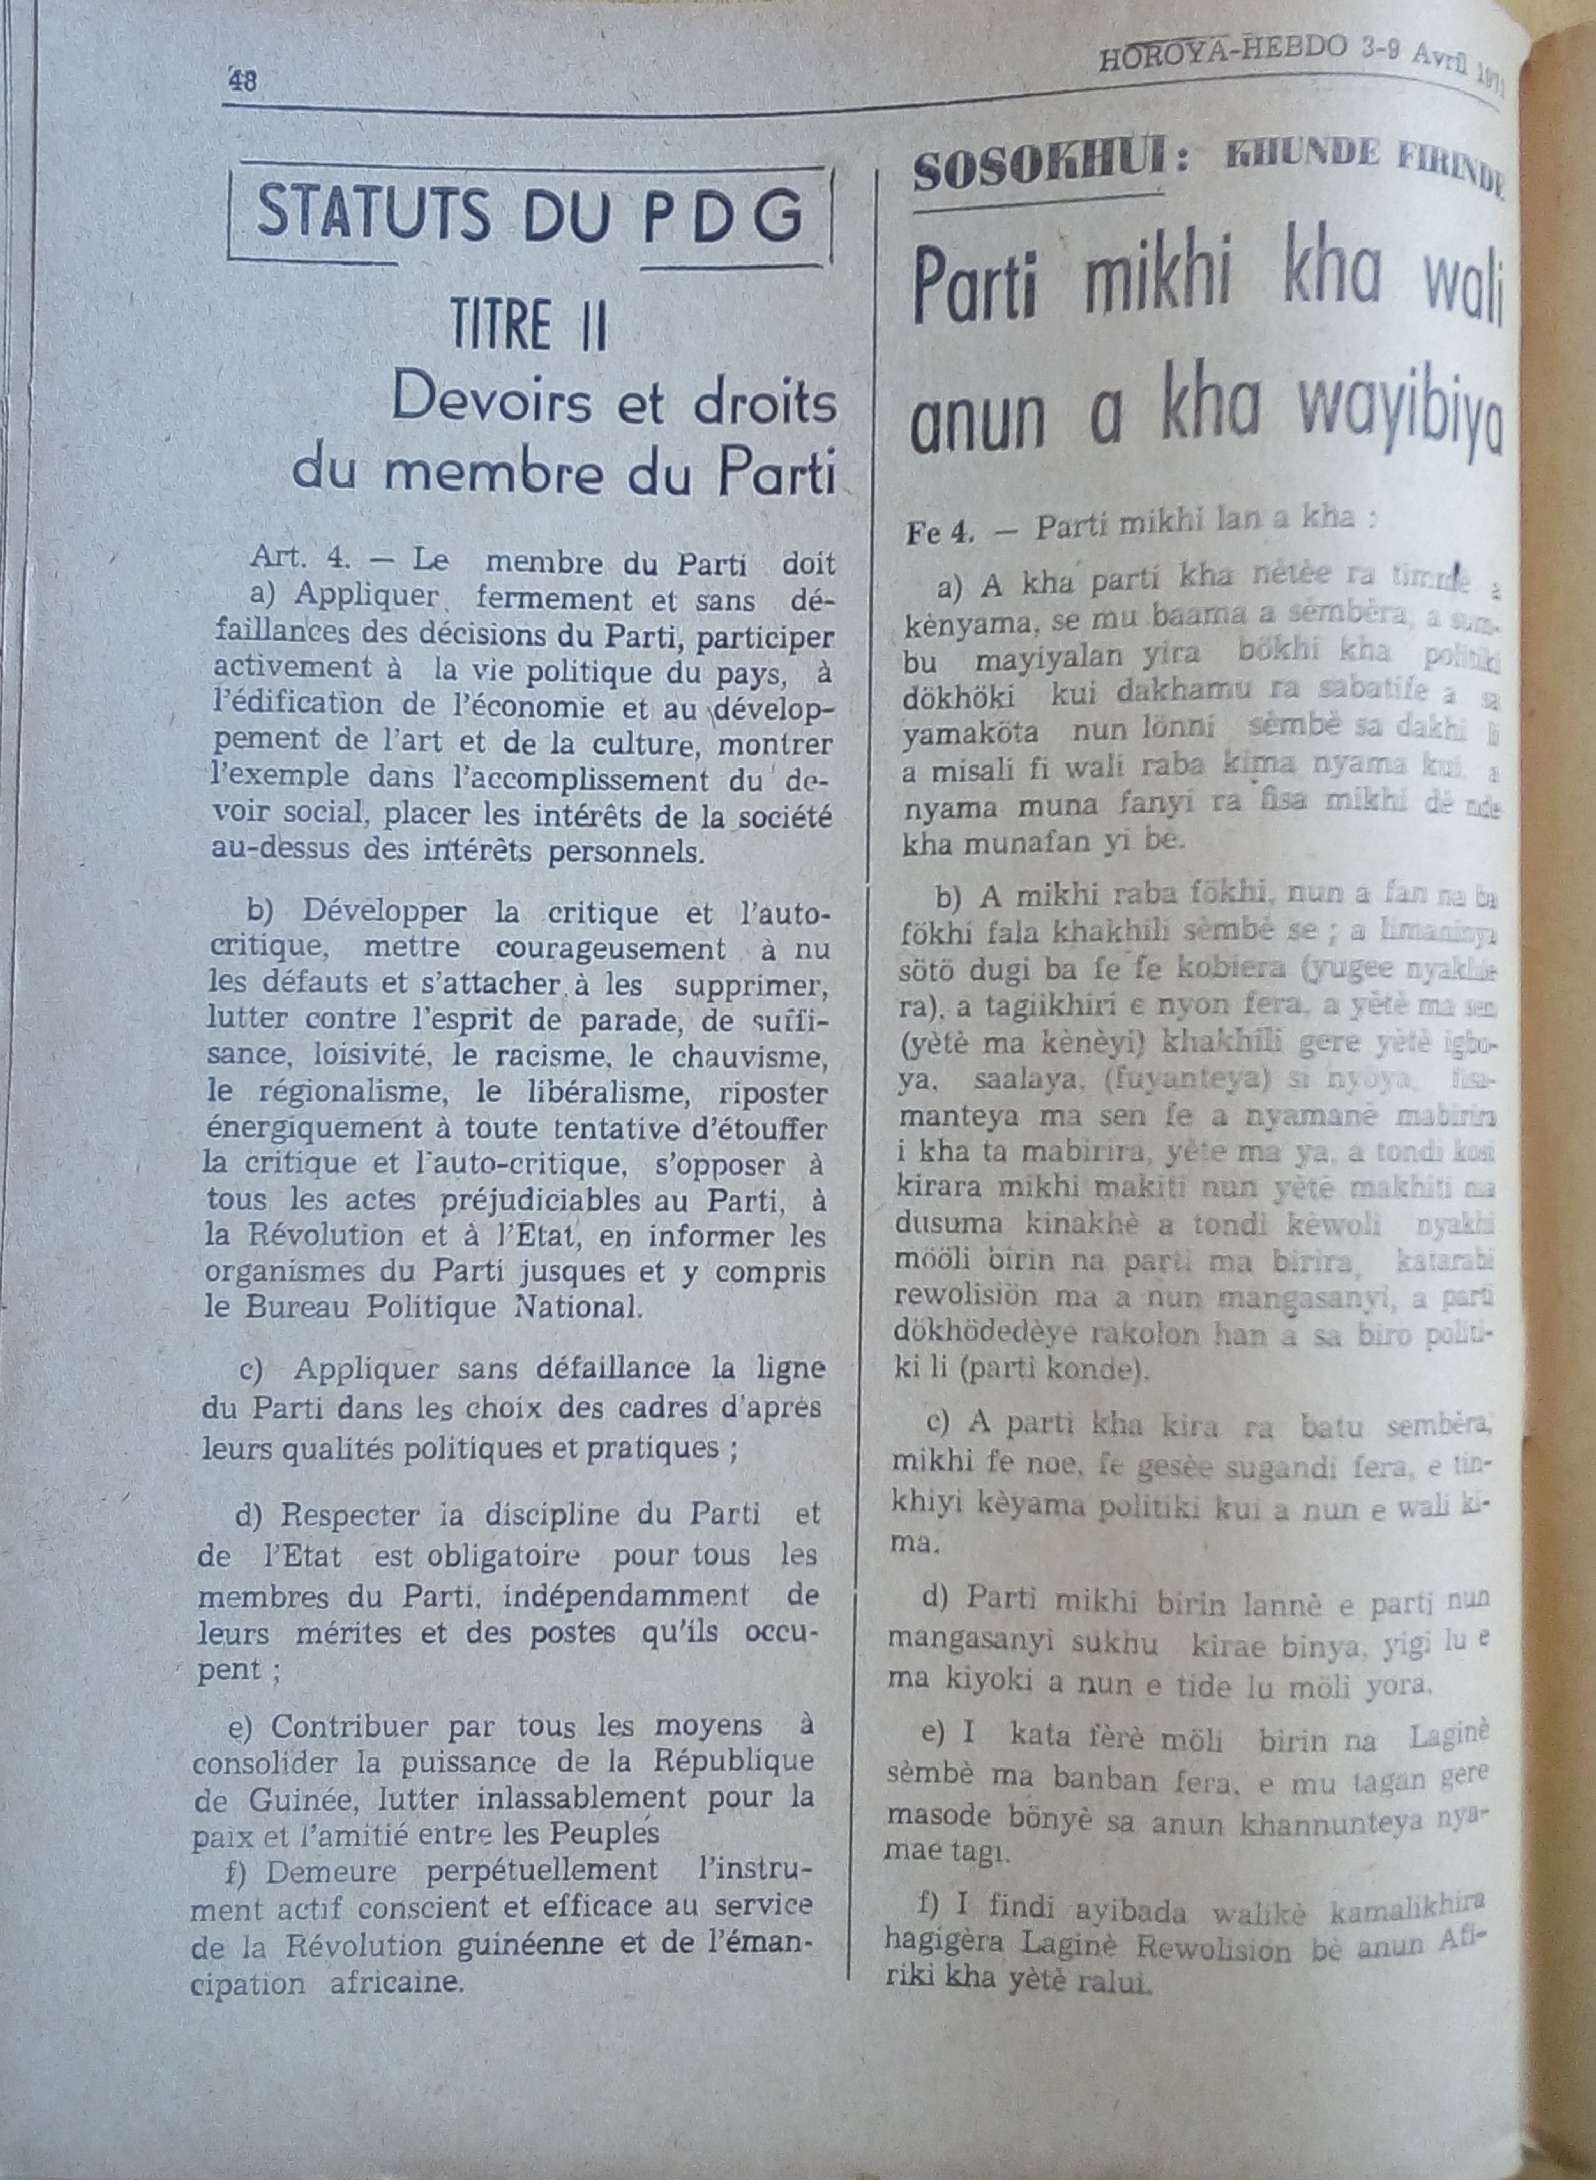 48
HOROYA-HEBDO 3-9 Avril 1971
STATUTS DU PDG
TITRE II
Devoirs et droits
du membre du Parti
Art. 4. — Le membre du Parti doit
a) Appliquer fermement et sans dé-
faillances des décisions du Parti, participer
activement à la vie politique du pays, à
l'édification de l'économie et au dévelop-
pement de l'art et de la culture, montrer
l'exemple dans l'accomplissement du de-
voir social, placer les intérêts de la société
au-dessus des intérêts personnels.
b) Développer la critique et l'auto-
critique, mettre courageusement à nu
les défauts et s'attacher à les supprimer,
lutter contre l'esprit de parade, de suffi-
sance, loisivité, le racisme, le chauvisme,
le régionalisme, le libéralisme, riposter
énergiquement à toute tentative d'étouffer
la critique et l'auto-critique, s'opposer à
tous les actes préjudiciables au Parti, à
la Révolution et à l'Etat, en informer les
organismes du Parti jusques et y compris
le Bureau Politique National.
c) Appliquer sans défaillance la ligne
du Parti dans les choix des cadres d'après
leurs qualités politiques et pratiques ;
d) Respecter la discipline du Parti et
de l'Etat est obligatoire pour tous les
membres du Parti, indépendamment de
leurs mérites et des postes qu'ils occu-
pent ;
e) Contribuer par tous les moyens à
consolider la puissance de la République
de Guinée, lutter inlassablement pour la
paix et l'amitié entre les Peuples
f) Demeure perpétuellement l'instru-
ment actif conscient et efficace au service
de la Révolution guinéenne et de l'éman-
cipation africaine.
SOSOKHUI : KHUNDE FIRINDE
Parti mikhi kha wali
anun a kha wayibiya
Fe 4. — Parti mikhi lan a kha :
a) A kha parti kha nètèe ra timde a
kènyama, se mu baama a sèmbèra, a sum-
bu mayiyalan yira bökhi kha politiki
dökhöki kui dakhamu ra sabatife a sa
yamaköta nun lönni sèmbè sa dakhi li
a misali fi wali raba kima nyama kui, a
nyama muna fanyi ra fisa mikhi dè nde
kha munafan yi bè.
b) A mikhi raba fökhi, nun a fan na ba
fökhi fala khakhili sèmbè se ; a limaninya
sötö dugi ba fe fe kobiera (yugee nyakhie
ra), a tagiikhiri e nyon fera, a yètè ma sen
(yètè ma kènèyi) khakhili gere yètè igbo-
ya, saalaya, (fuyanteya) si nyoya, fisa-
manteya ma sen fe a nyamanè mabirira
i kha ta mabirira, yète ma ya, a tondi kosi
kirara mikhi makiti nun yètè makhiti na
dusuma kinakhè a tondi kèwoli nyakhi
mööli birin na parti ma birira, katarabi
rewolisiön ma a nun mangasanyi, a parti
dökhödedèye rakolon han a sa biro politi-
ki li (parti konde).
c) A parti kha kira ra batu sembèra,
mikhi fe noe, fe gesèe sugandi fera, e tin-
khiyi kèyama politiki kui a nun e wali ki-
ma.
d) Parti mikhi birin lannè e parti nun
mangasanyi sukhu kirae binya, yigi lu e
ma kiyoki a nun e tide lu möli yora.
e) I kata fèrè möli birin na Laginè
sèmbè ma banban fera, e mu tagan gere
masode bönyè sa anun khannunteya nya-
mae tagi.
f) I findi ayibada walikè kamalikhira
hagigèra Laginè Rewolision bè anun Afi-
riki kha yètè ralui.